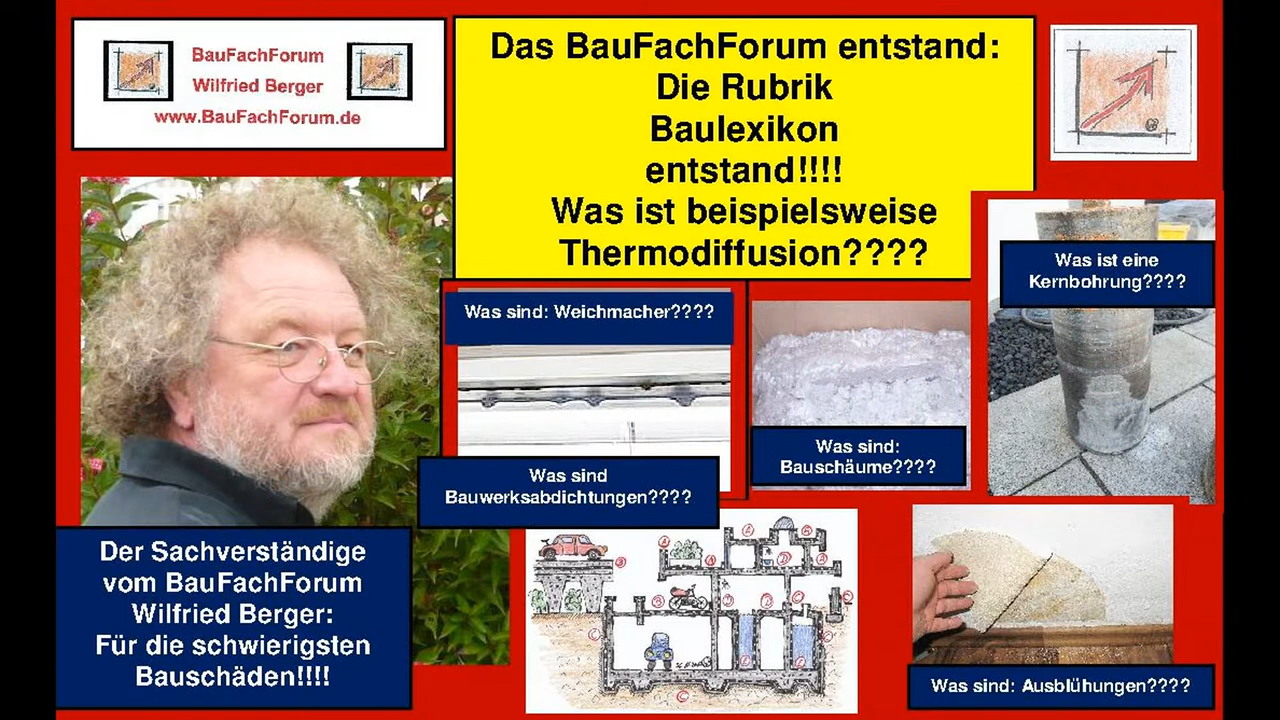 BauFachForum
Wilfried Berger
www.BauFachForum.de
Das BauFachForum entstand:
Die Rubrik
Baulexikon
entstand!!!!
Was ist beispielsweise
Thermodiffusion????
Was ist eine
Kernbohrung????
Was sind: Weichmacher????
Was sind:
Bauschäume????
Was sind
Bauwerksabdichtungen????
Der Sachverständige
vom BauFachForum
Wilfried Berger:
Für die schwierigsten
Bauschäden!!!!
Was sind: Ausblühungen????